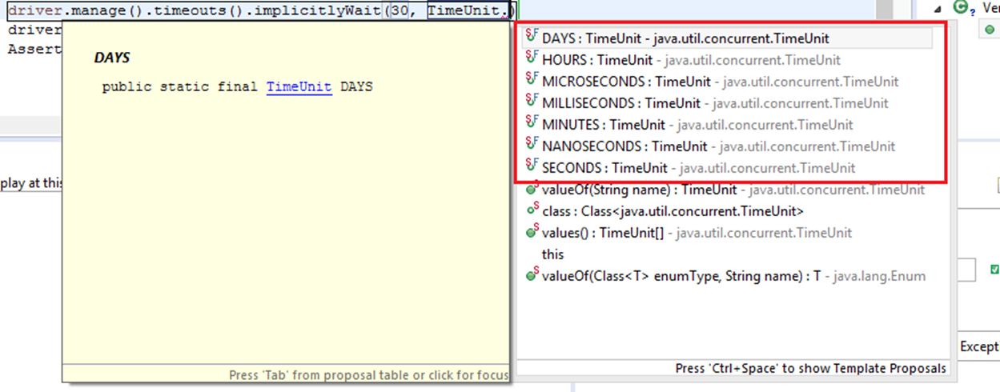 driver.manage().timeouts().implicitlyWait(30, TimeUnit.)
driver
Assert
DAYS
public static final TimeUnit DAYS
Press 'Tab' from proposal table or click for focus
DAYS : TimeUnit - java.util.concurrent.TimeUnit
HOURS : TimeUnit - java.util.concurrent.TimeUnit
MICROSECONDS : TimeUnit - java.util.concurrent.TimeUnit
MILLISECONDS : TimeUnit - java.util.concurrent.TimeUnit
MINUTES : TimeUnit - java.util.concurrent.TimeUnit
NANOSECONDS : TimeUnit - java.util.concurrent.TimeUnit
SECONDS : TimeUnit - java.util.concurrent.TimeUnit
valueOf(String name) : TimeUnit - java.util.concurrent.TimeUnit
class : Class<java.util.concurrent.TimeUnit>
values() : TimeUnit[] - java.util.concurrent.TimeUnit
this
valueOf(Class<T> enumType, String name) : T - java.lang.Enum
Press 'Ctrl+Space' to show Template Proposals
play at this
Ver
Excepti